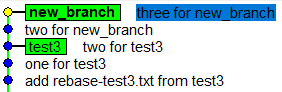 new_branch three for new_branch
two for new_branch
test3 two for test3
one for test3
add rebase-test3.txt from test3